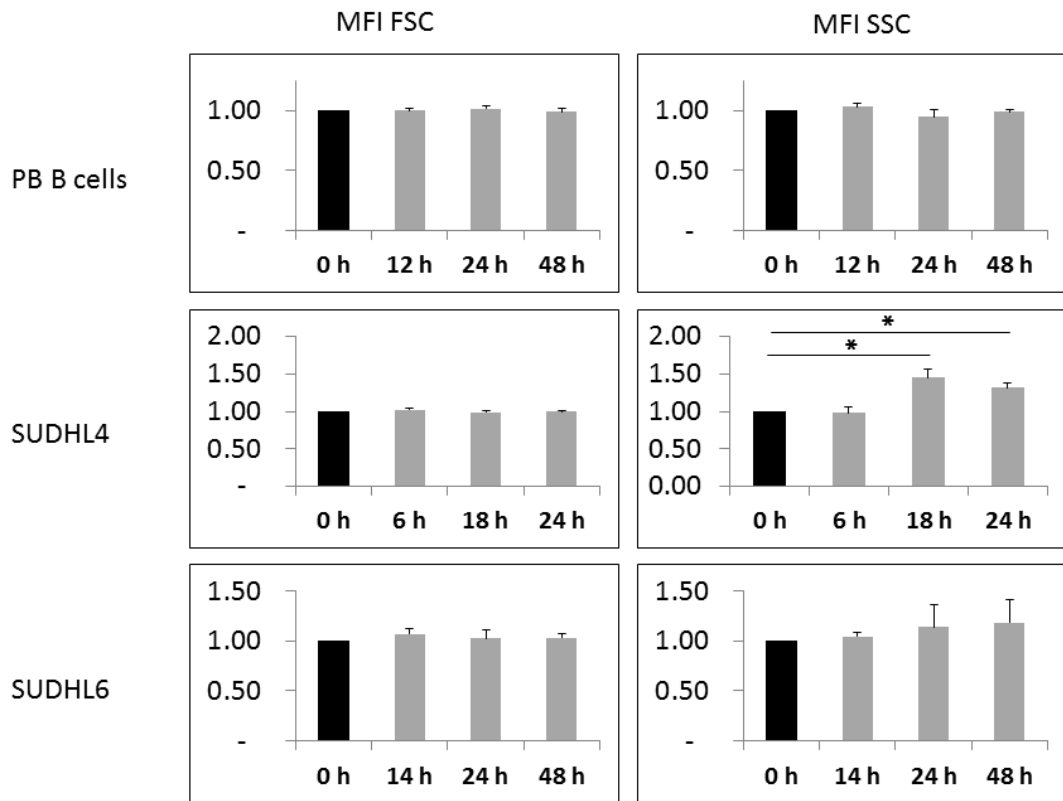 MFI FSC
MFI SSC
PB B cells
1.00
0.50
-
0 h 12 h 24 h 48 h
1.00
0.50
-
0 h 12 h 24 h 48 h
SUDHL4
2.00
1.50
1.00
0.50
-
0 h 6 h 18 h 24 h
*
*
2.00
1.50
1.00
0.50
0.00
0 h 6 h 18 h 24 h
SUDHL6
1.50
1.00
0.50
-
0 h 14 h 24 h 48 h
1.50
1.00
0.50
-
0 h 14 h 24 h 48 h